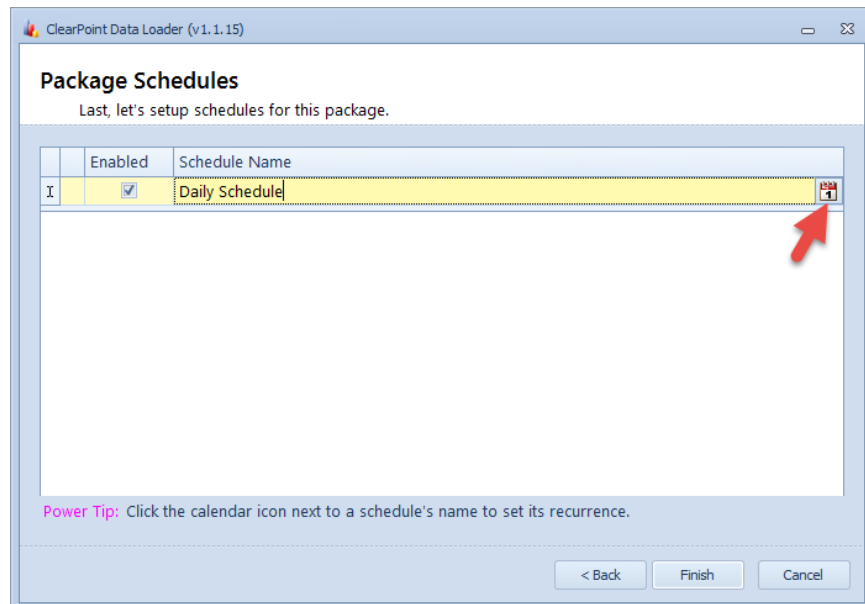 ClearPoint Data Loader (v1.1.15)
Package Schedules
Last, let's setup schedules for this package.
Enabled Schedule Name
Daily Schedule
1
Power Tip: Click the calendar icon next to a schedule's name to set its recurrence.
< Back Finish Cancel